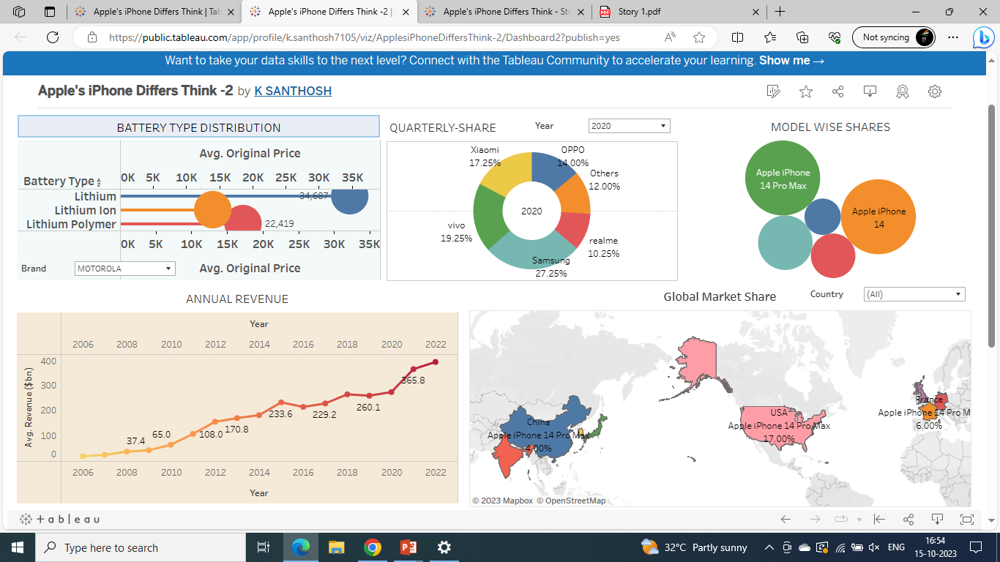 Apple's iPhone Differs Think | Tab
Apple's iPhone Differs Think -2 | T
Apple's iPhone Differs Think - Sto
Story 1.pdf
https://public.tableau.com/app/profile/k.santhosh7105/viz/ApplesiPhoneDiffersThink-2/Dashboard2?publish=yes
Not syncing
Want to take your data skills to the next level? Connect with the Tableau Community to accelerate your learning. Show me →
Apple's iPhone Differs Think -2 by K SANTHOSH
BATTERY TYPE DISTRIBUTION
Avg. Original Price
Battery Type
0K 5K 10K 15K 20K 25K 30K 35K
Lithium
34,687
Lithium Ion
Lithium Polymer
22,419
0K 5K 10K 15K 20K 25K 30K 35K
Brand
MOTOROLA
Avg. Original Price
QUARTERLY-SHARE
Year
2020
Xiaomi
17.25%
OPPO
14.00%
Others
12.00%
2020
vivo
19.25%
realme
10.25%
Samsung
27.25%
MODEL WISE SHARES
Apple iPhone
14 Pro Max
Apple iPhone
14
ANNUAL REVENUE
Year
2006 2008 2010 2012 2014 2016 2018 2020 2022
Avg. Revenue ($bn)
400
300
200
100
0
37.4
65.0
108.0
170.8
233.6
229.2
260.1
365.8
2006 2008 2010 2012 2014 2016 2018 2020 2022
Year
Global Market Share
Country
(All)
China
Apple iPhone 14 Pro Max
4.00%
USA
Apple iPhone 14 Pro Max
17.00%
France
Apple iPhone 14 Pro M
6.00%
© 2023 Mapbox © OpenStreetMap
+ a b l e a u
Type here to search
32°C Partly sunny
ENG
16:54
15-10-2023